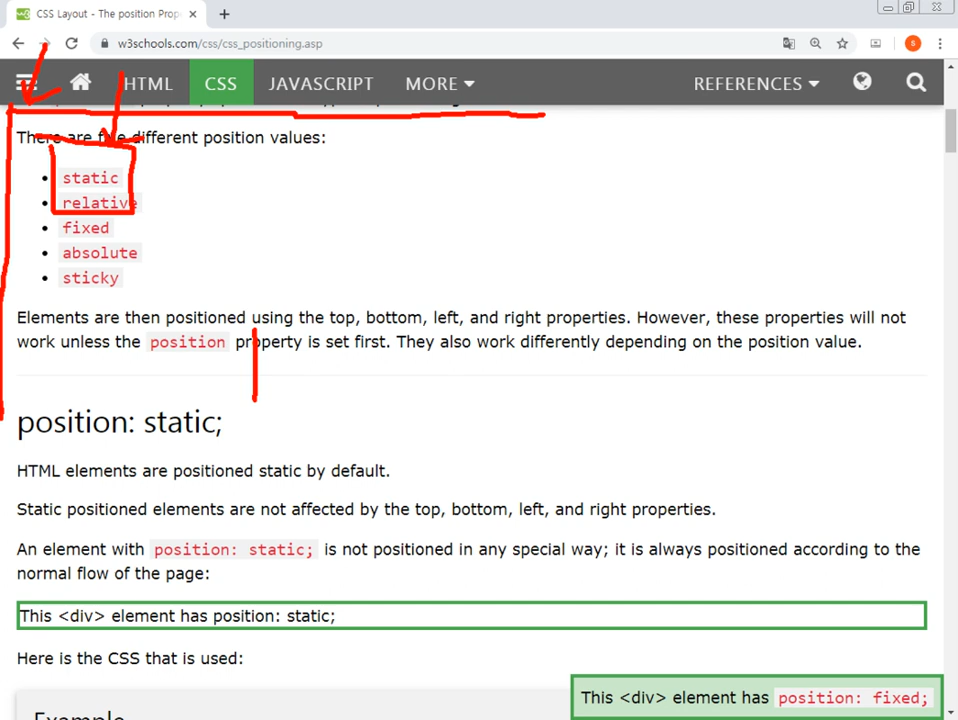 CSS Layout - The position Prop
w3schools.com/css/css_positioning.asp
S
HTML CSS JAVASCRIPT MORE REFERENCES
There are different position values:
static
relative
fixed
absolute
sticky
Elements are then positioned using the top, bottom, left, and right properties. However, these properties will not
work unless the position property is set first. They also work differently depending on the position value.
position: static;
HTML elements are positioned static by default.
Static positioned elements are not affected by the top, bottom, left, and right properties.
An element with position: static; is not positioned in any special way; it is always positioned according to the
normal flow of the page:
This <div> element has position: static;
Here is the CSS that is used:
Example
This <div> element has position: fixed;